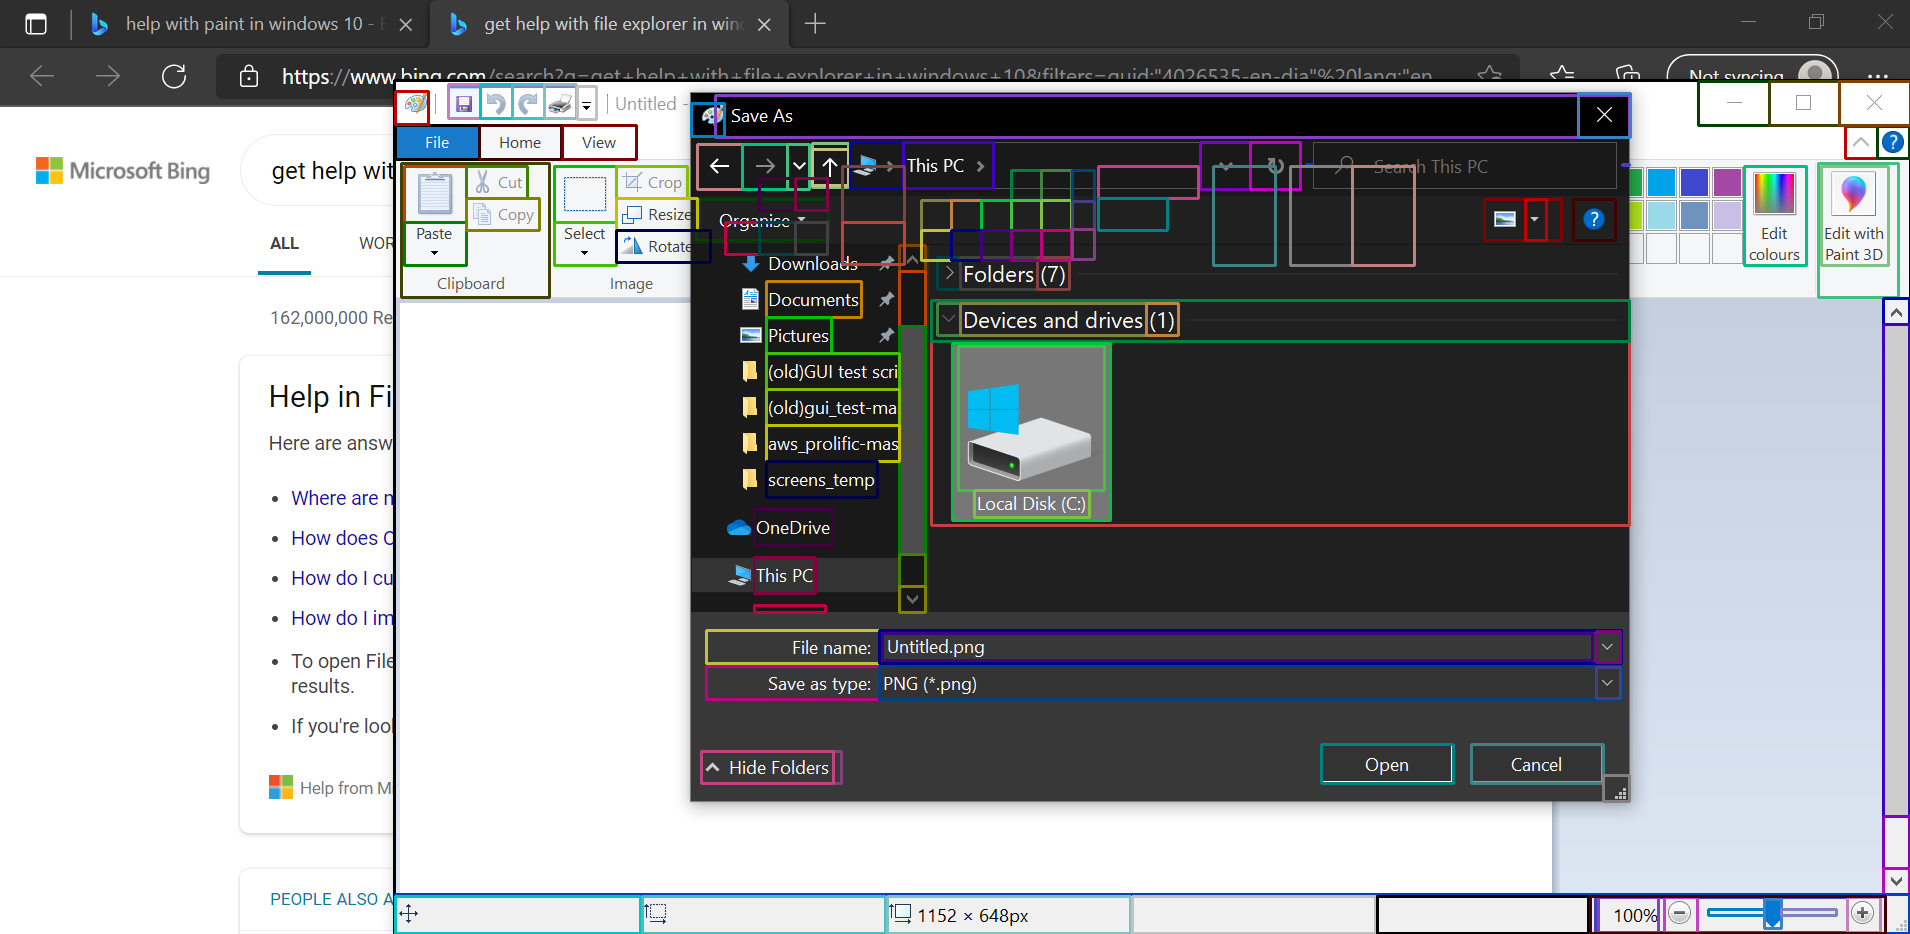 help with paint in windows 10 -
get help with file explorer in win
https://www.bing.com/search?q=get+help+with+file+explorer+in+windows+10&filters=guid:"4026535-en-dia"%20lang:"en
Not syncing
Microsoft Bing
get help wit
ALL
WOR
162,000,000 Re
Help in Fi
Here are answ
Where are n
How does C
How do I cu
How do I im
To open File
results.
If you're lool
Help from Mi
PEOPLE ALSO A
Untitled -
File
Home
View
Paste
Cut
Copy
Clipboard
Select
Crop
Resize
Rotate
Image
Edit
colours
Edit with
Paint 3D
Save As
This PC
Search This PC
Organise
Downloads
Documents
Pictures
(old)GUI test scri
(old)gui_test-ma
aws_prolific-mas
screens_temp
OneDrive
This PC
Folders (7)
Devices and drives (1)
Local Disk (C:)
File name: Untitled.png
Save as type: PNG (*.png)
Hide Folders
Open
Cancel
1152 × 648px
100%